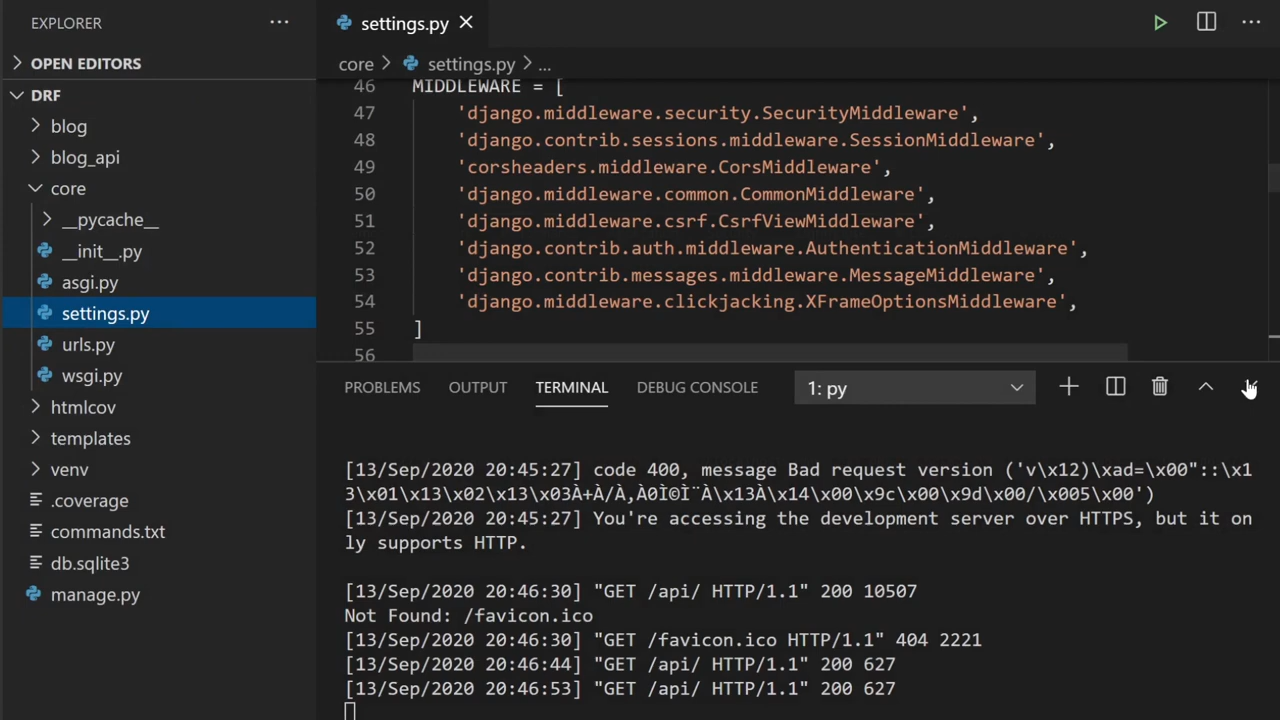 EXPLORER
OPEN EDITORS
DRF
blog
blog_api
core
__pycache__
__init__.py
asgi.py
settings.py
urls.py
wsgi.py
htmlcov
templates
venv
.coverage
commands.txt
db.sqlite3
manage.py
settings.py
core > settings.py > ...
46 MIDDLEWARE = [
47 'django.middleware.security.SecurityMiddleware',
48 'django.contrib.sessions.middleware.SessionMiddleware',
49 'corsheaders.middleware.CorsMiddleware',
50 'django.middleware.common.CommonMiddleware',
51 'django.middleware.csrf.CsrfViewMiddleware',
52 'django.contrib.auth.middleware.AuthenticationMiddleware',
53 'django.contrib.messages.middleware.MessageMiddleware',
54 'django.middleware.clickjacking.XFrameOptionsMiddleware',
55 ]
56
PROBLEMS OUTPUT TERMINAL DEBUG CONSOLE 1: py
[13/Sep/2020 20:45:27] code 400, message Bad request version ('v\x12)\xad=\x00"::\x1
3\x01\x13\x02\x13\x03À+À/À,À0Ì©Ì¨À\x13À\x14\x00\x9c\x00\x9d\x00/\x005\x00')
[13/Sep/2020 20:45:27] You're accessing the development server over HTTPS, but it on
ly supports HTTP.
[13/Sep/2020 20:46:30] "GET /api/ HTTP/1.1" 200 10507
Not Found: /favicon.ico
[13/Sep/2020 20:46:30] "GET /favicon.ico HTTP/1.1" 404 2221
[13/Sep/2020 20:46:44] "GET /api/ HTTP/1.1" 200 627
[13/Sep/2020 20:46:53] "GET /api/ HTTP/1.1" 200 627